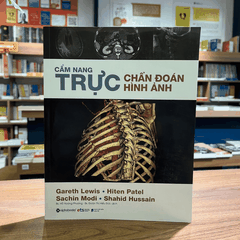 CẨM NANG
TRỰC CHẨN ĐOÁN
HÌNH ẢNH
Gareth Lewis • Hiten Patel
Sachin Modi • Shahid Hussain